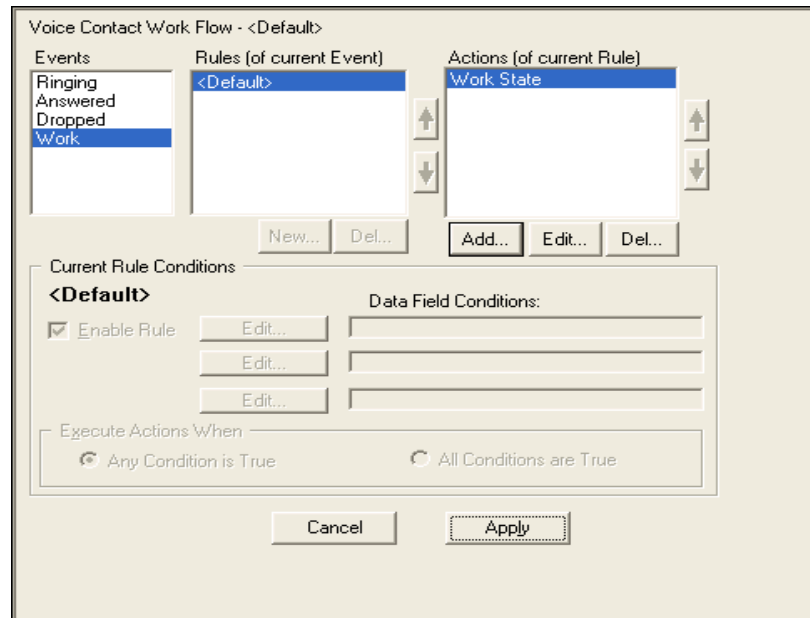 Voice Contact Work Flow - <Default>
Events
Rules (of current Event)
Actions (of current Rule)
Ringing
Answered
Dropped
Work
<Default>
Work State
New...
Del...
Add...
Edit...
Del...
Current Rule Conditions
<Default>
Data Field Conditions:
Enable Rule
Edit...
Edit...
Edit...
Execute Actions When
Any Condition is True
All Conditions are True
Cancel
Apply